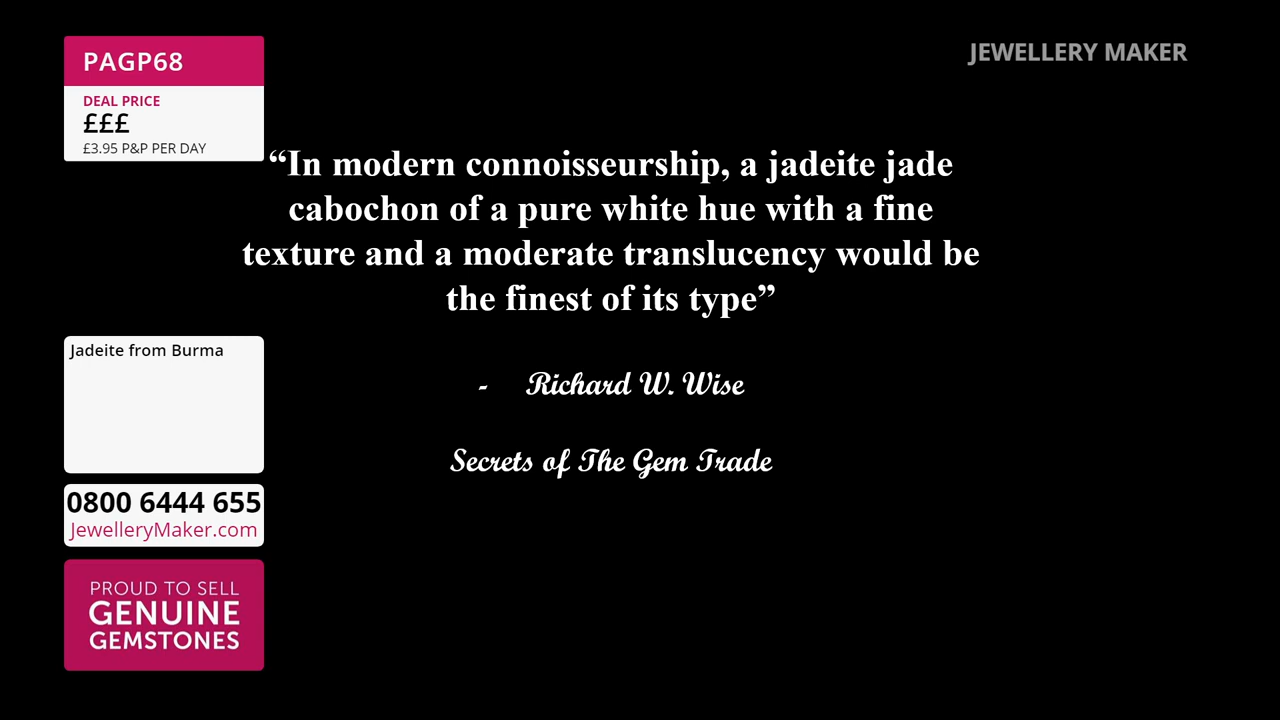 PAGP68
DEAL PRICE
£££
£3.95 P&P PER DAY
JEWELLERY MAKER
“In modern connoisseurship, a jadeite jade
cabochon of a pure white hue with a fine
texture and a moderate translucency would be
the finest of its type”
- Richard W. Wise
Secrets of The Gem Trade
Jadeite from Burma
0800 6444 655
JewelleryMaker.com
PROUD TO SELL
GENUINE
GEMSTONES